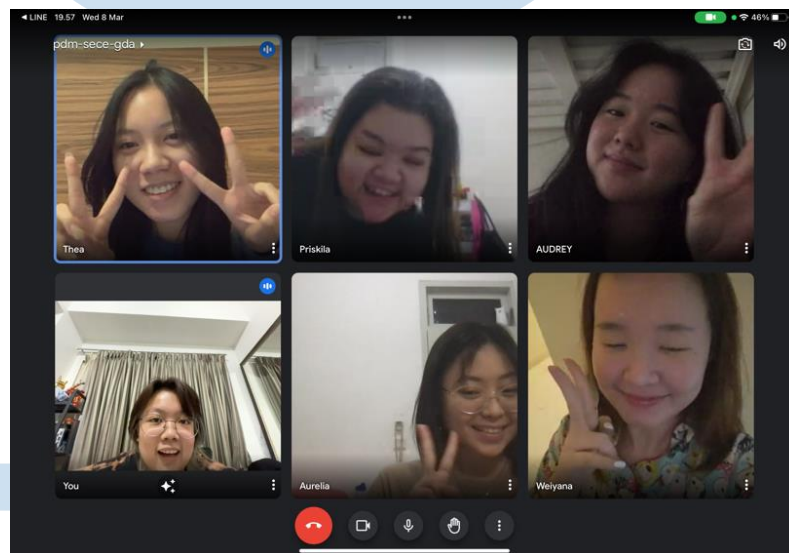 LINE 19.57 Wed 8 Mar
46%
pdm-sece-gda
Thea
Priskila
AUDREY
You
Aurelia
Weiyana